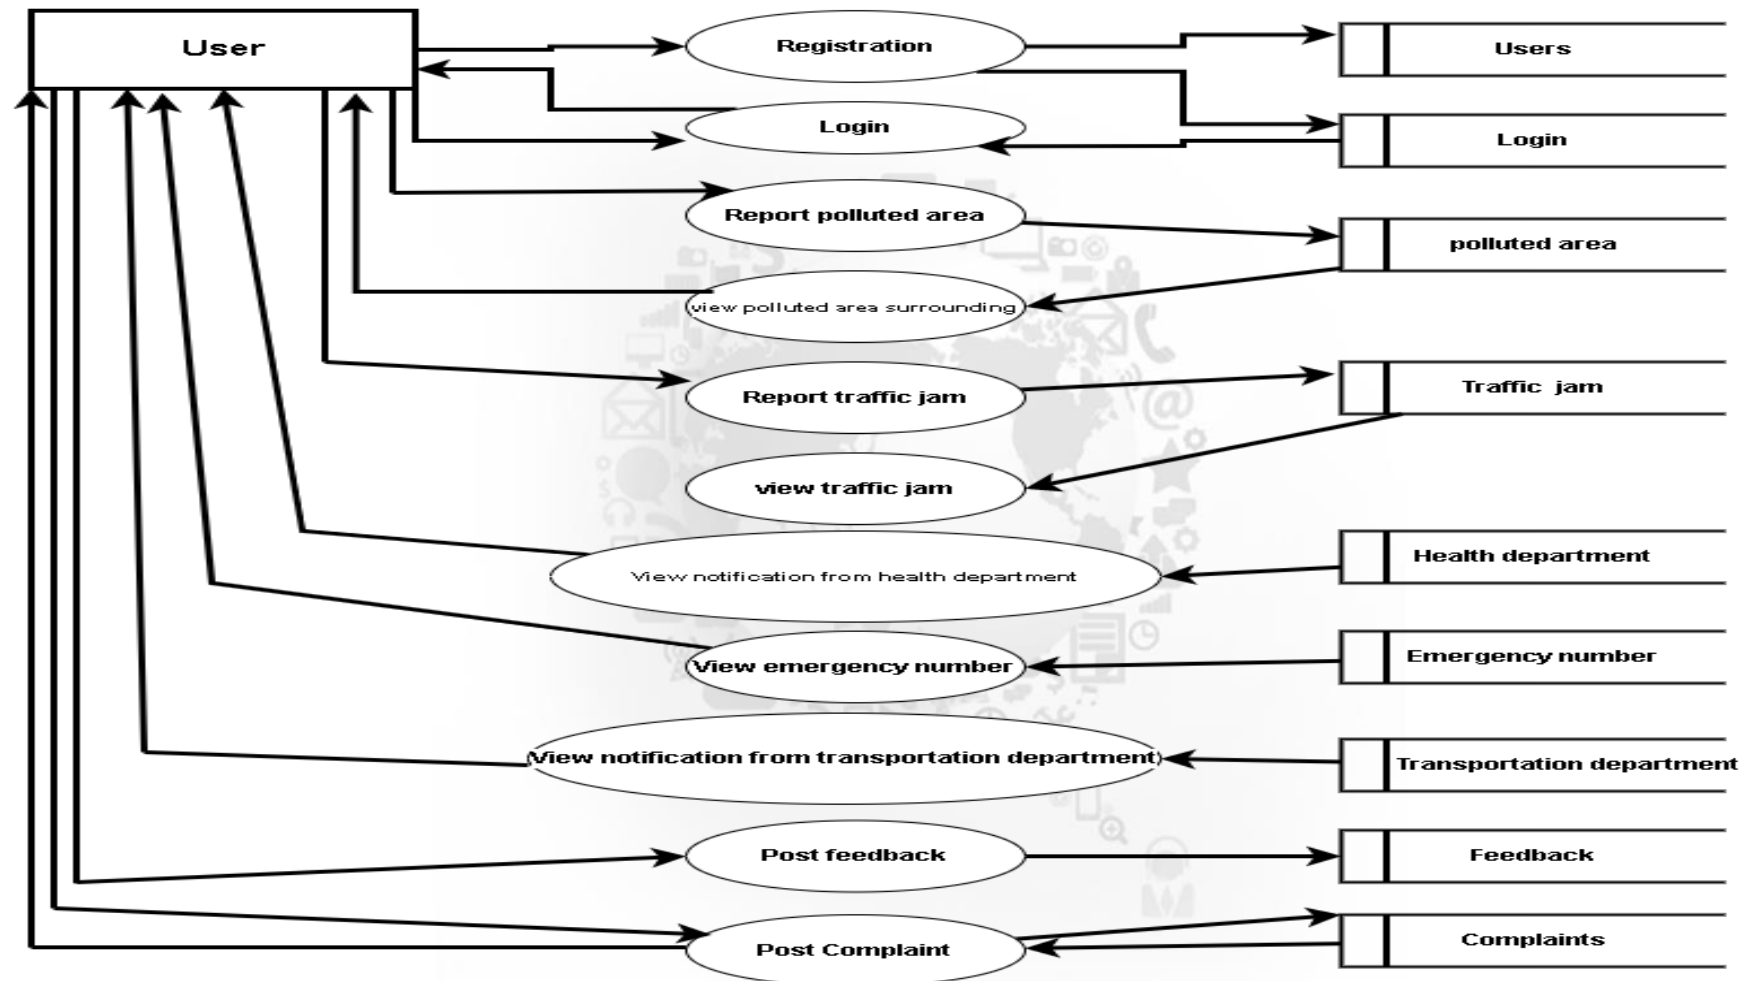 User
Registration
Users
Login
Login
Report polluted area
polluted area
view polluted area surrounding
Report traffic jam
Traffic jam
view traffic jam
Health department
View notification from health department
Emergency number
View emergency number
View notification from transportation department
Transportation department
Post feedback
Feedback
Complaints
Post Complaint